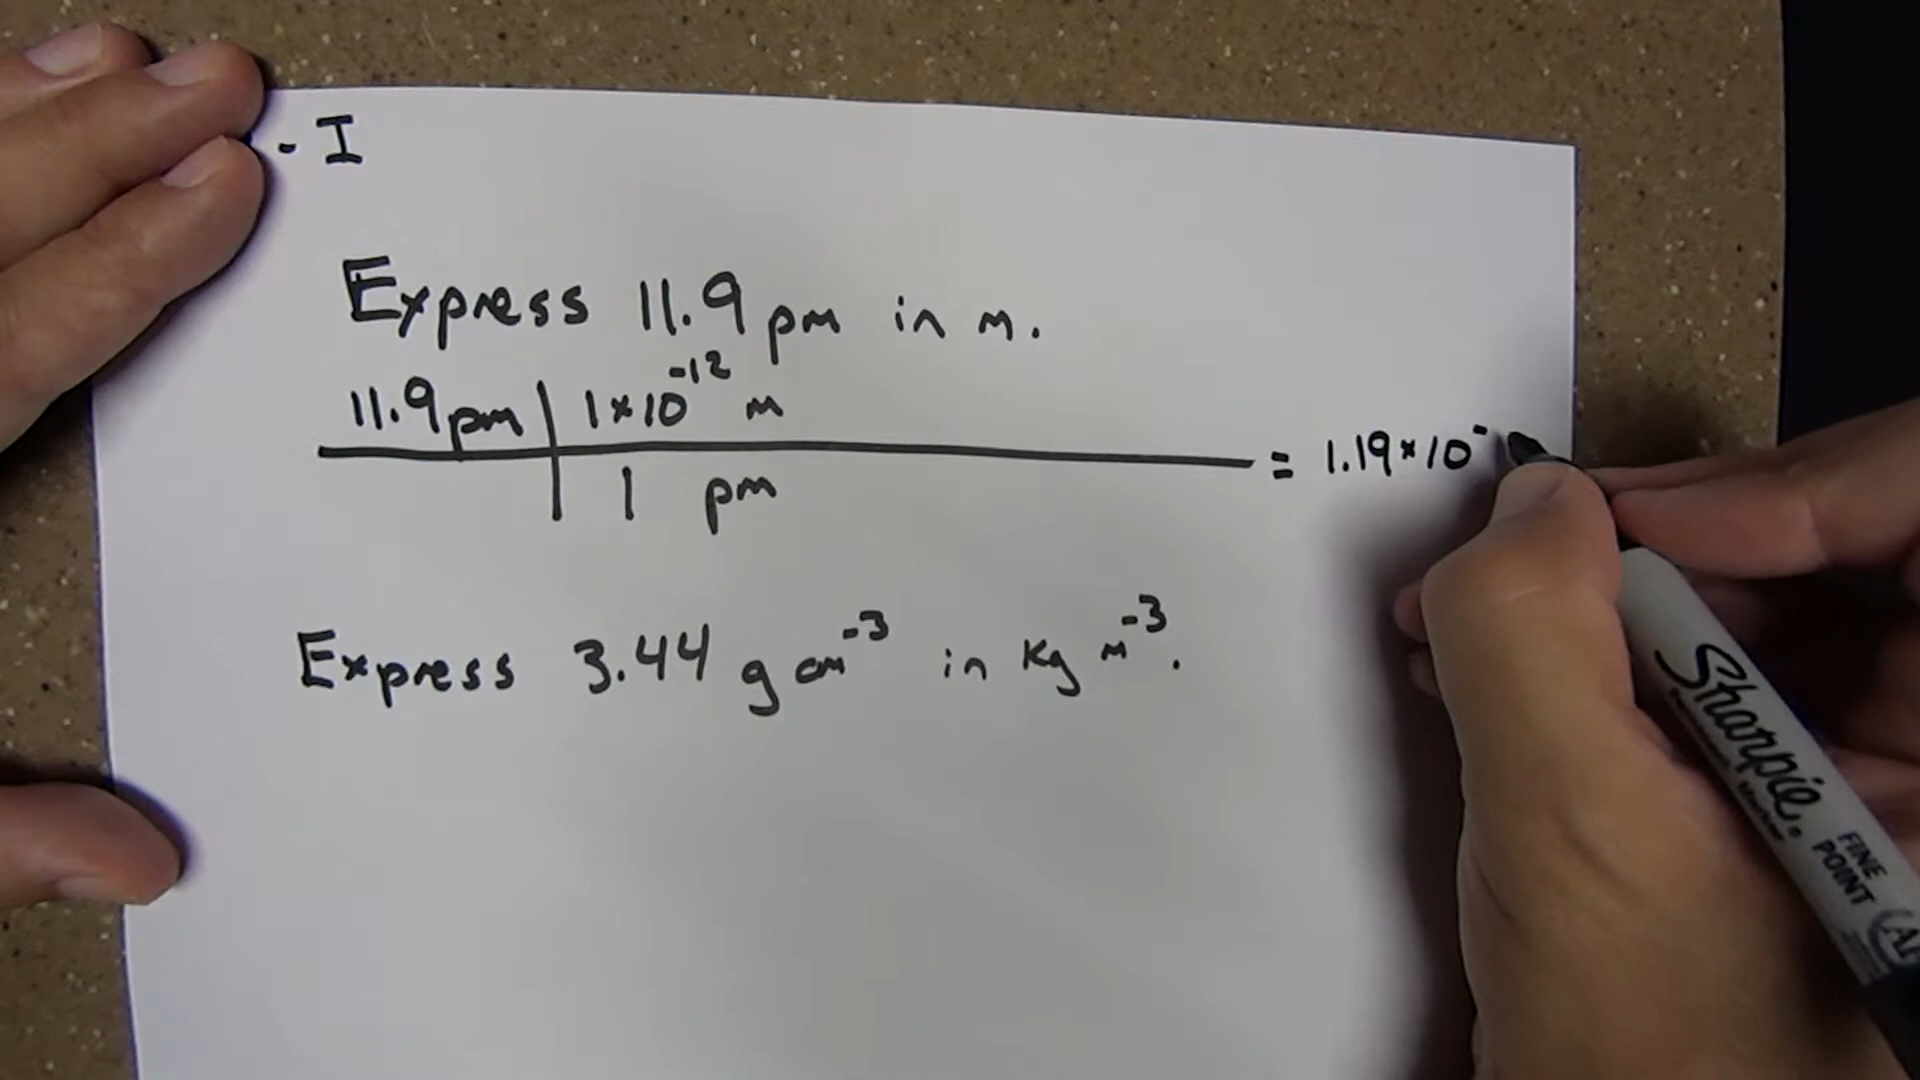 - I
Express 11.9 pm in m.
11.9 pm | 1×10⁻¹² m
1 pm
= 1.19×10⁻
Express 3.44 g cm⁻³ in kg m⁻³.
Sharpie.
FINE
POINT